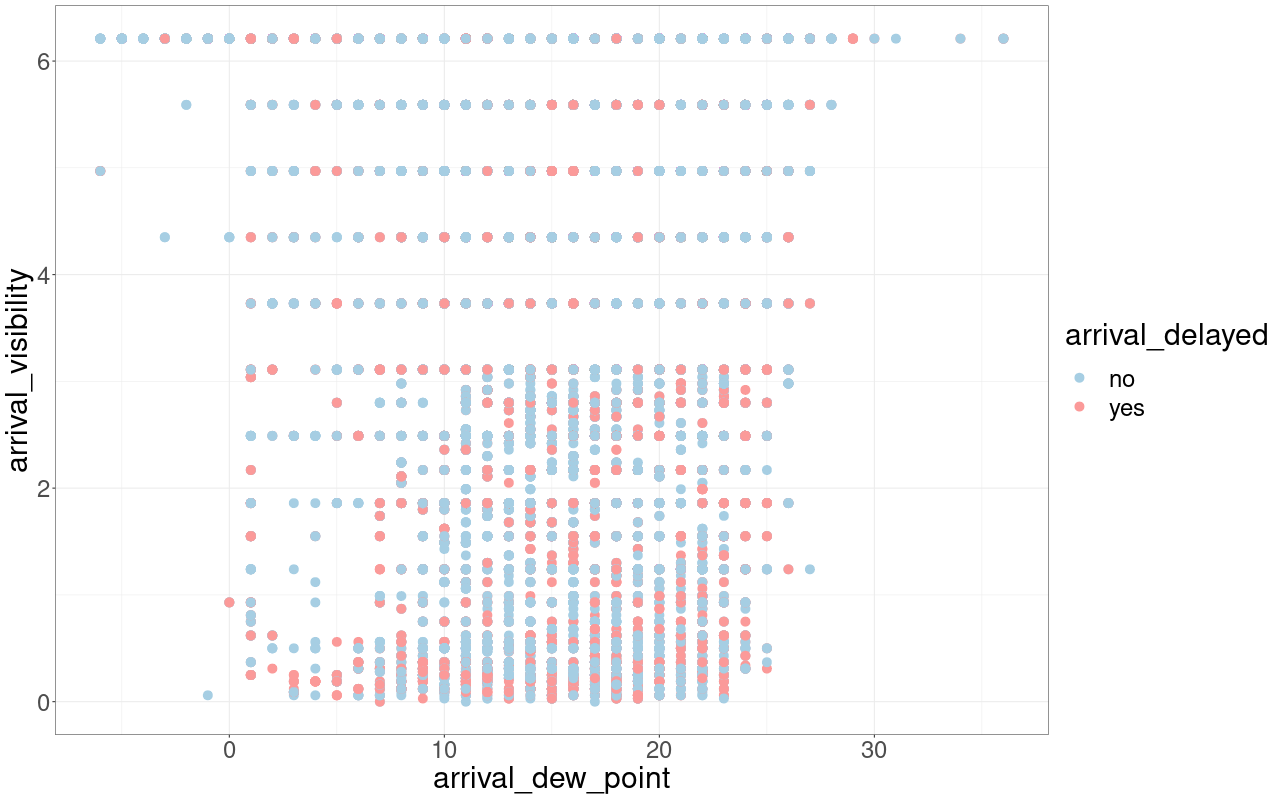 6
4
2
0
arrival_visibility
0 10 20 30
arrival_dew_point
arrival_delayed
no
yes